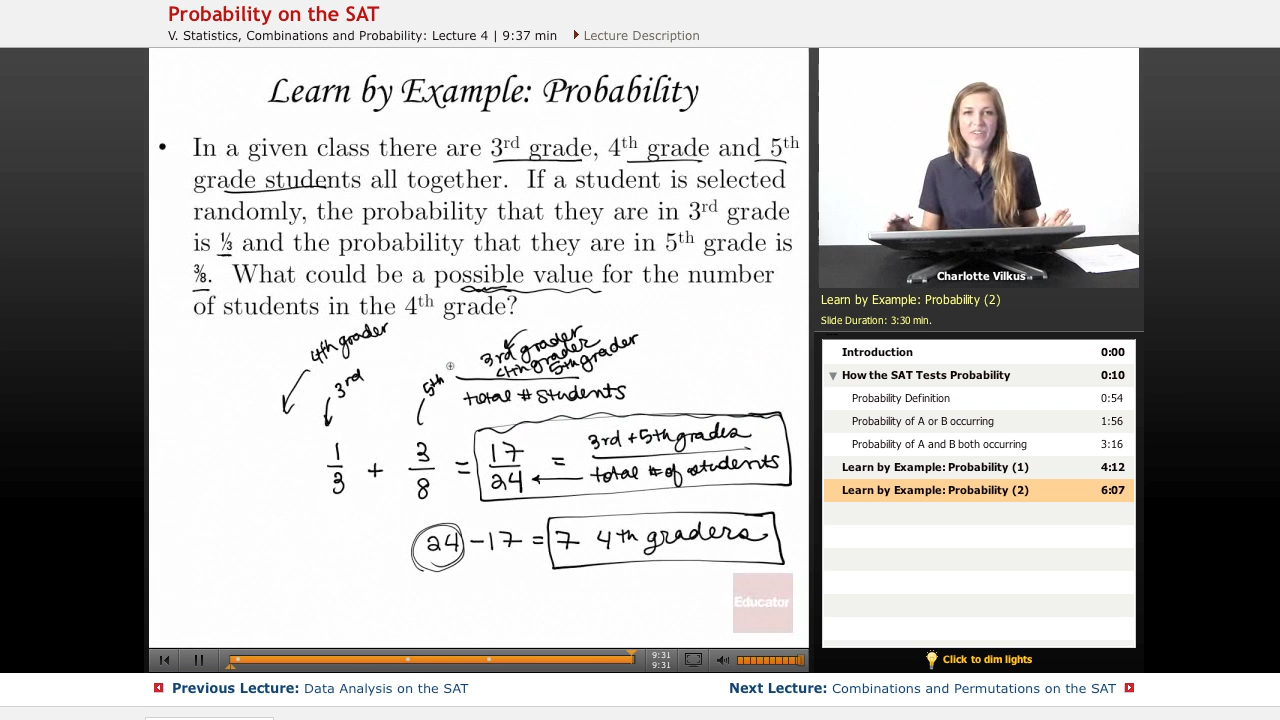 Probability on the SAT
V. Statistics, Combinations and Probability: Lecture 4 | 9:37 min Lecture Description
Learn by Example: Probability
• In a given class there are 3rd grade, 4th grade and 5th
grade students all together. If a student is selected
randomly, the probability that they are in 3rd grade
is ⅓ and the probability that they are in 5th grade is
⅜. What could be a possible value for the number
of students in the 4th grade?
4th grader
3rd
5th
3rd grader
4th grader
5th grader
total # students
1/3 + 3/8 = 17/24 = 3rd + 5th grades / total # of students
24 - 17 = 7 4th graders
Educator
9:31
9:31
Charlotte Vilkus
Learn by Example: Probability (2)
Slide Duration: 3:30 min.
Introduction 0:00
How the SAT Tests Probability 0:10
Probability Definition 0:54
Probability of A or B occurring 1:56
Probability of A and B both occurring 3:16
Learn by Example: Probability (1) 4:12
Learn by Example: Probability (2) 6:07
Click to dim lights
Previous Lecture: Data Analysis on the SAT
Next Lecture: Combinations and Permutations on the SAT